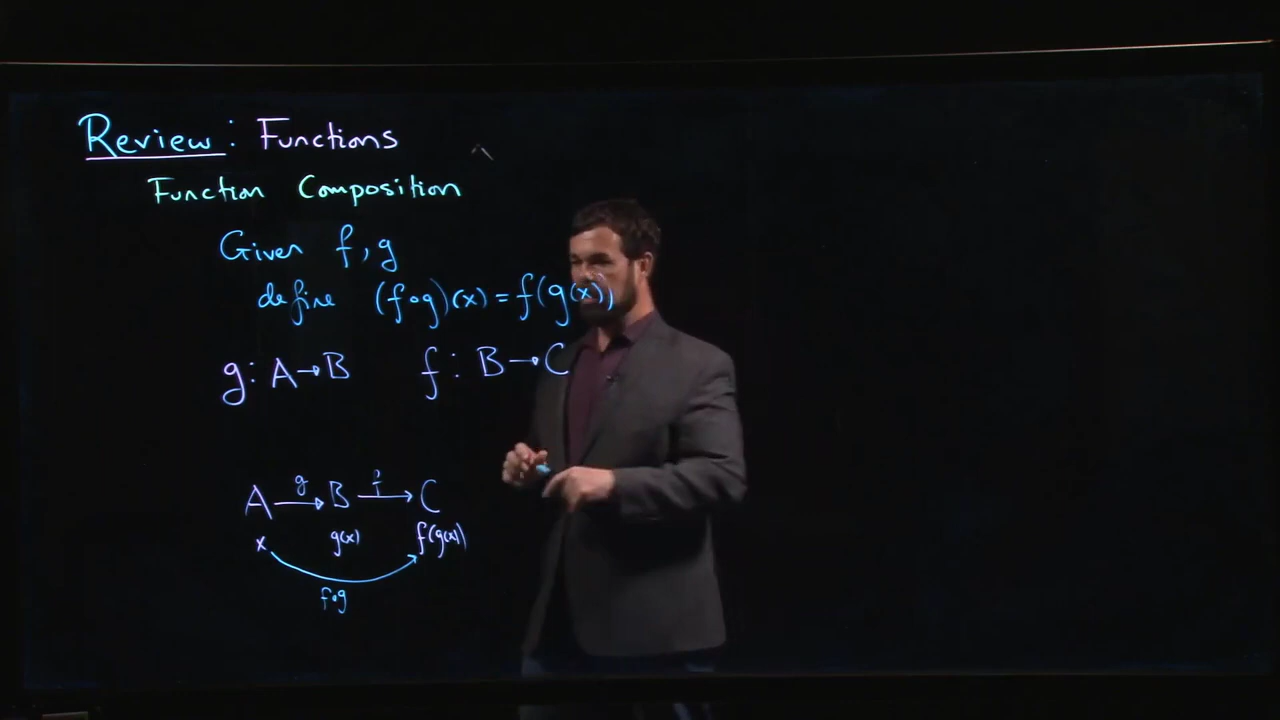 Review: Functions
Function Composition
Given f, g
define (f∘g)(x) = f(g(x))
g: A→B f: B→C
g f
A → B → C
x g(x) f(g(x))
f∘g